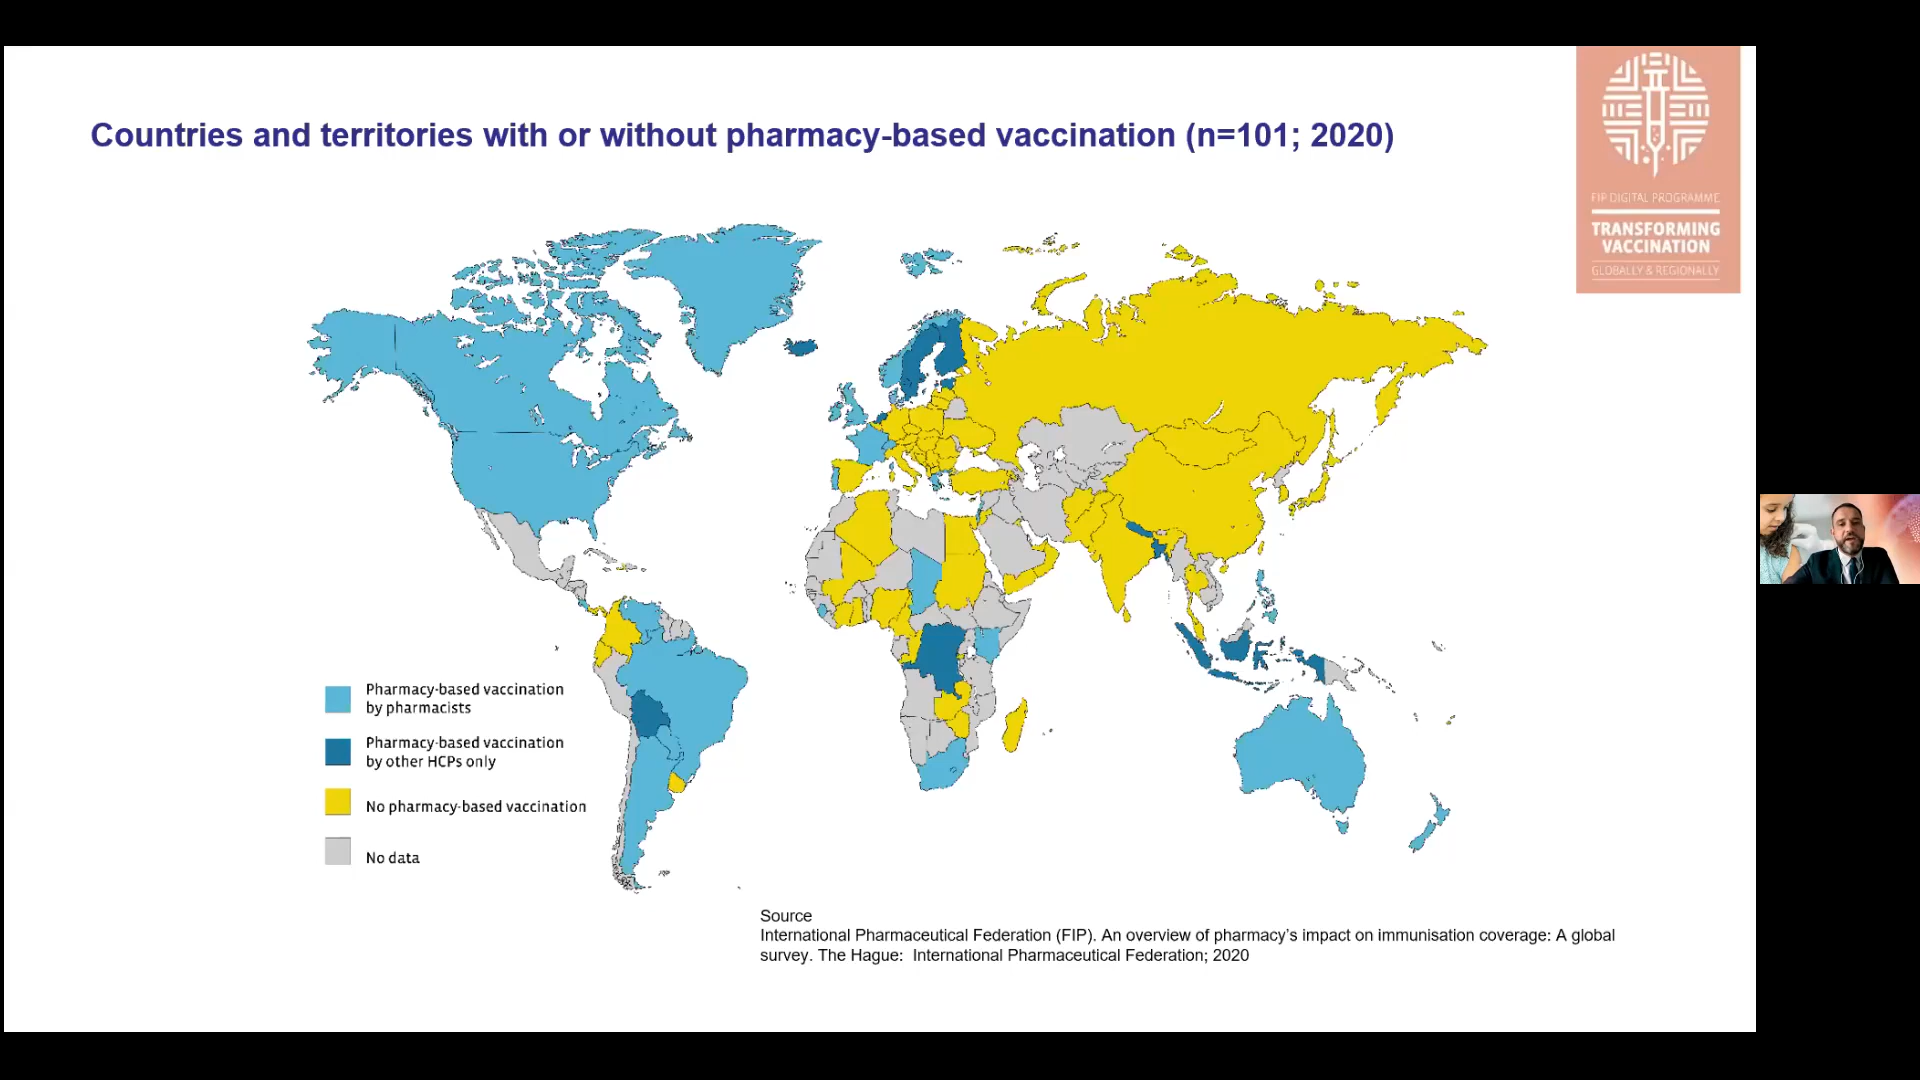 Countries and territories with or without pharmacy-based vaccination (n=101; 2020)
FIP DIGITAL PROGRAMME
TRANSFORMING
VACCINATION
GLOBALLY & REGIONALLY
Pharmacy-based vaccination
by pharmacists
Pharmacy-based vaccination
by other HCPs only
No pharmacy-based vaccination
No data
Source
International Pharmaceutical Federation (FIP). An overview of pharmacy’s impact on immunisation coverage: A global
survey. The Hague:  International Pharmaceutical Federation; 2020